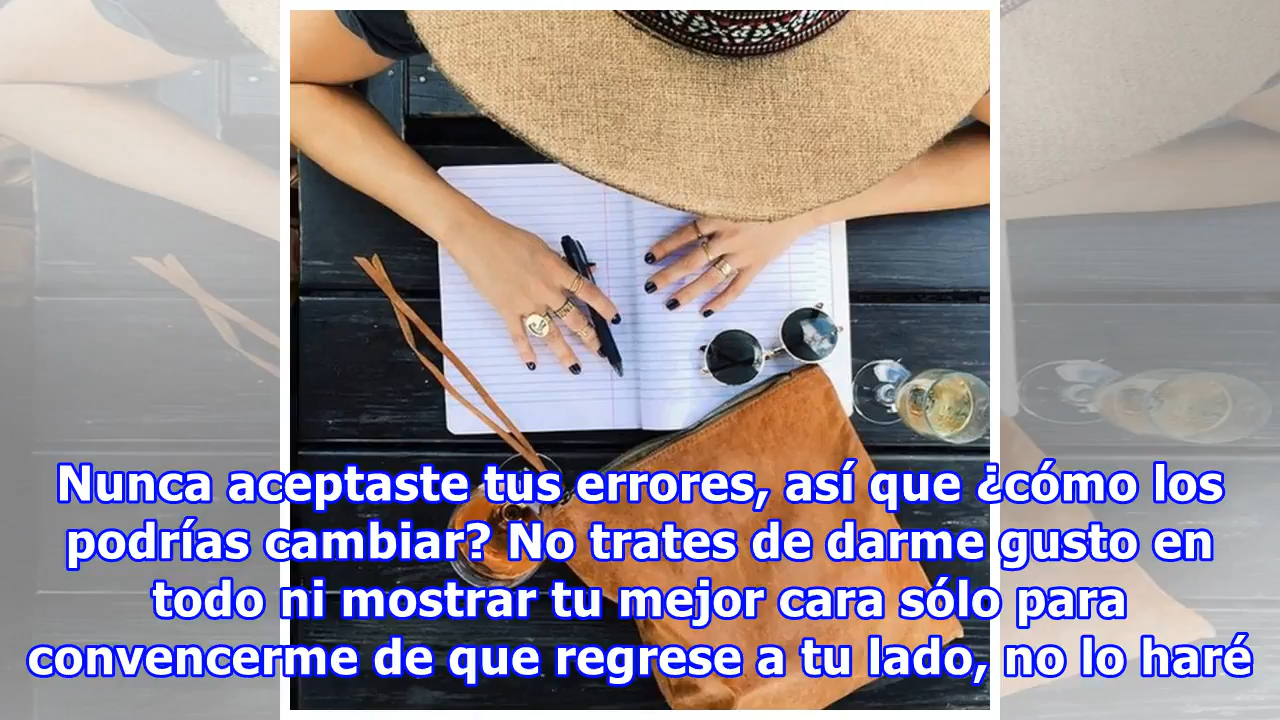 Nunca aceptaste tus errores, así que ¿cómo los
podrías cambiar? No trates de darme gusto en
todo ni mostrar tu mejor cara sólo para
convencerme de que regrese a tu lado, no lo haré